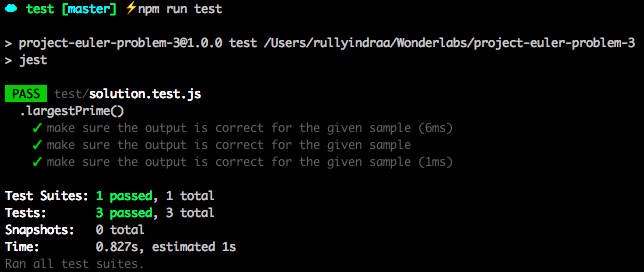 test [master] ⚡npm run test
> project-euler-problem-3@1.0.0 test /Users/rullyindraa/Wonderlabs/project-euler-problem-3
> jest
PASS test/solution.test.js
.largestPrime()
✓ make sure the output is correct for the given sample (6ms)
✓ make sure the output is correct for the given sample
✓ make sure the output is correct for the given sample (1ms)
Test Suites: 1 passed, 1 total
Tests: 3 passed, 3 total
Snapshots: 0 total
Time: 0.827s, estimated 1s
Ran all test suites.